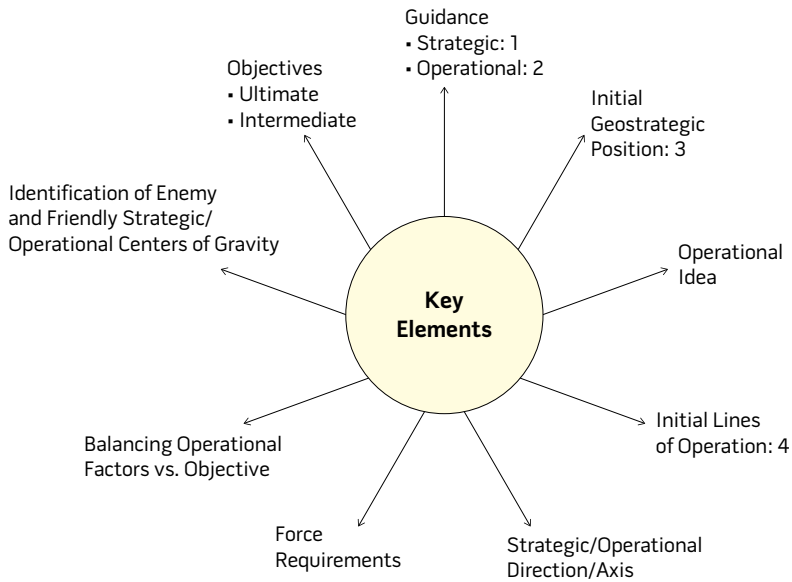 Guidance
▪ Strategic: 1
▪ Operational: 2
Objectives
▪ Ultimate
▪ Intermediate
Initial
Geostrategic
Position: 3
Identification of Enemy
and Friendly Strategic/
Operational Centers of Gravity
Operational
Idea
Key
Elements
Initial Lines
of Operation: 4
Balancing Operational
Factors vs. Objective
Force
Requirements
Strategic/Operational
Direction/Axis